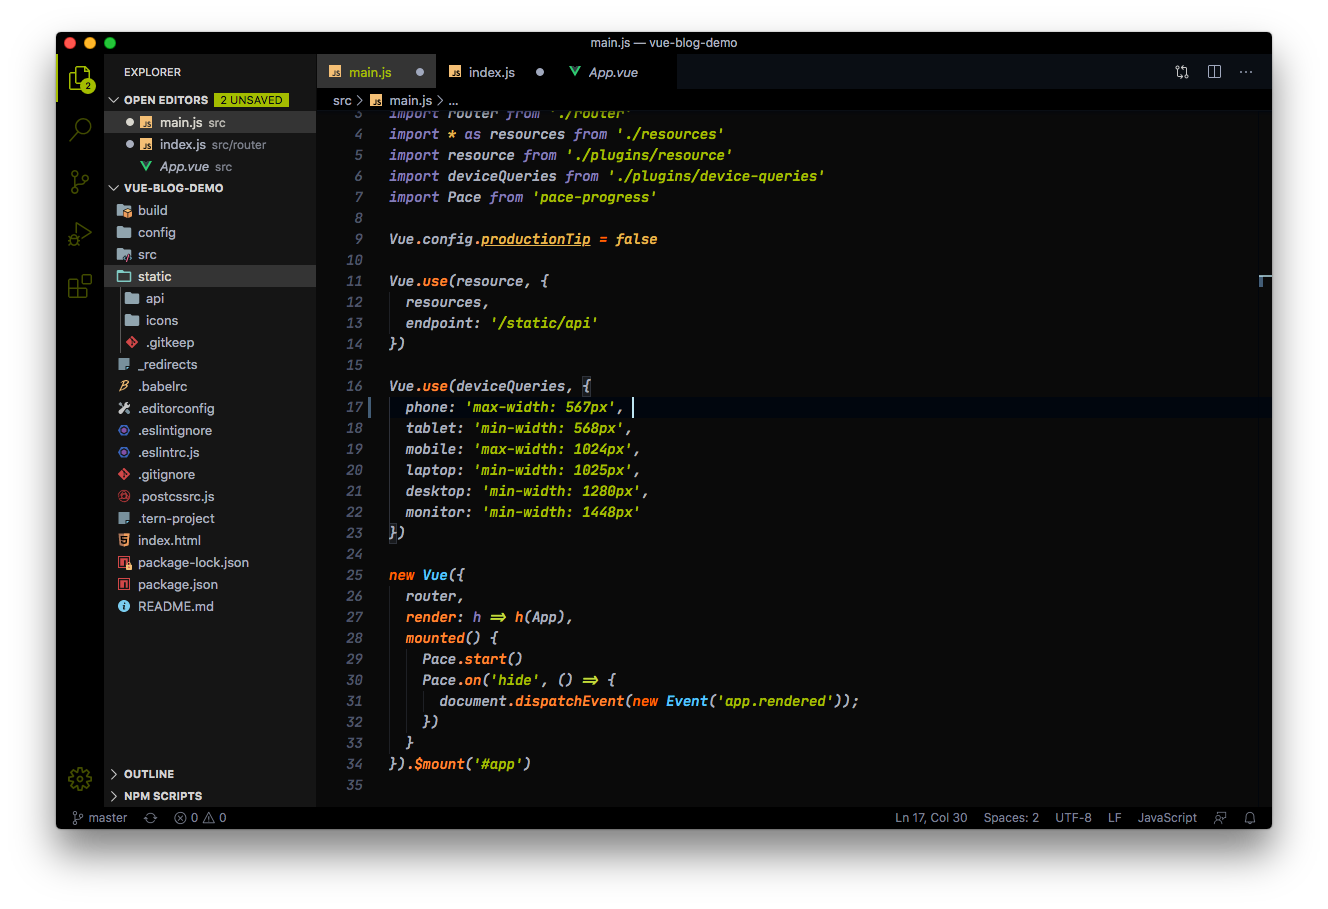 main.js — vue-blog-demo
EXPLORER
OPEN EDITORS 2 UNSAVED
main.js src
index.js src/router
App.vue src
VUE-BLOG-DEMO
build
config
src
static
api
icons
.gitkeep
_redirects
.babelrc
.editorconfig
.eslintignore
.eslintrc.js
.gitignore
.postcssrc.js
.tern-project
index.html
package-lock.json
package.json
README.md
OUTLINE
NPM SCRIPTS
2
JS main.js JS index.js App.vue
src > JS main.js > ...
3 import router from './router'
4 import * as resources from './resources'
5 import resource from './plugins/resource'
6 import deviceQueries from './plugins/device-queries'
7 import Pace from 'pace-progress'
8
9 Vue.config.productionTip = false
10
11 Vue.use(resource, {
12 resources,
13 endpoint: '/static/api'
14 })
15
16 Vue.use(deviceQueries, {
17 phone: 'max-width: 567px',
18 tablet: 'min-width: 568px',
19 mobile: 'max-width: 1024px',
20 laptop: 'min-width: 1025px',
21 desktop: 'min-width: 1280px',
22 monitor: 'min-width: 1448px'
23 })
24
25 new Vue({
26 router,
27 render: h => h(App),
28 mounted() {
29 Pace.start()
30 Pace.on('hide', () => {
31 document.dispatchEvent(new Event('app.rendered'));
32 })
33 }
34 }).$mount('#app')
35
master 0 0 Ln 17, Col 30 Spaces: 2 UTF-8 LF JavaScript